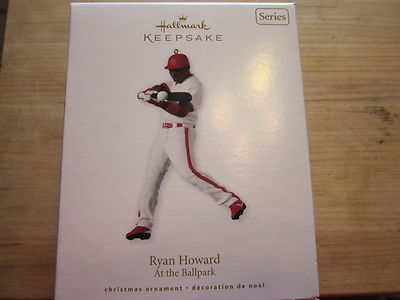 Hallmark
KEEPSAKE
Series
Ryan Howard
At the Ballpark
christmas ornament • décoration de noël